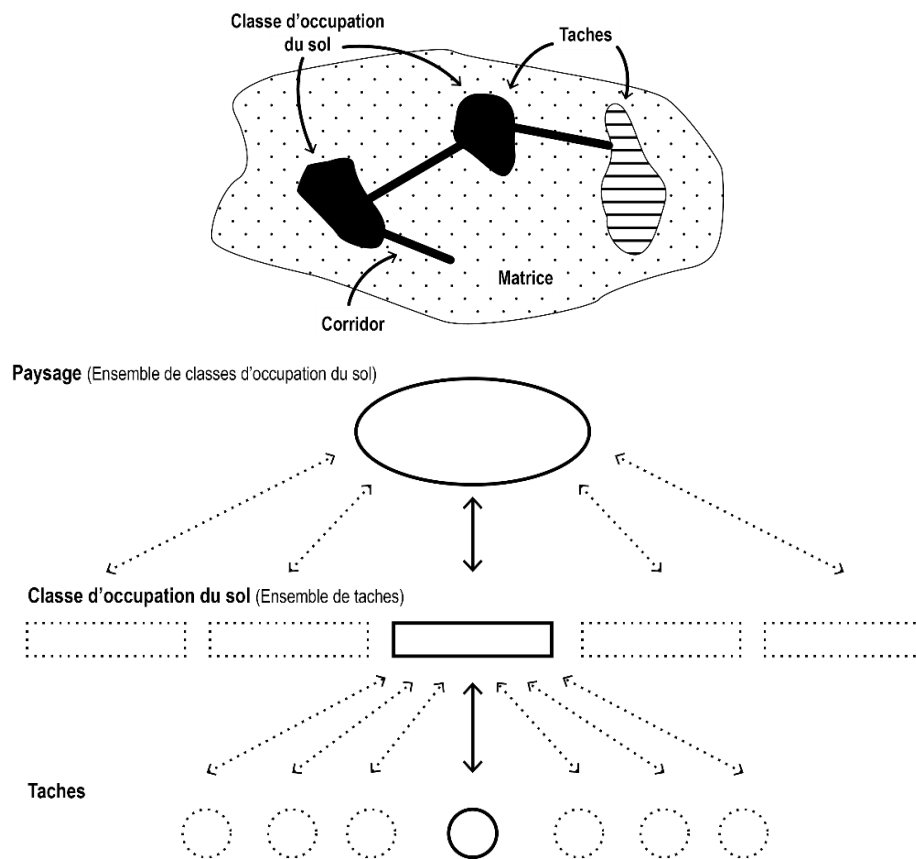 Classe d'occupation
du sol
Taches
Matrice
Corridor
Paysage (Ensemble de classes d'occupation du sol)
Classe d'occupation du sol (Ensemble de taches)
Taches